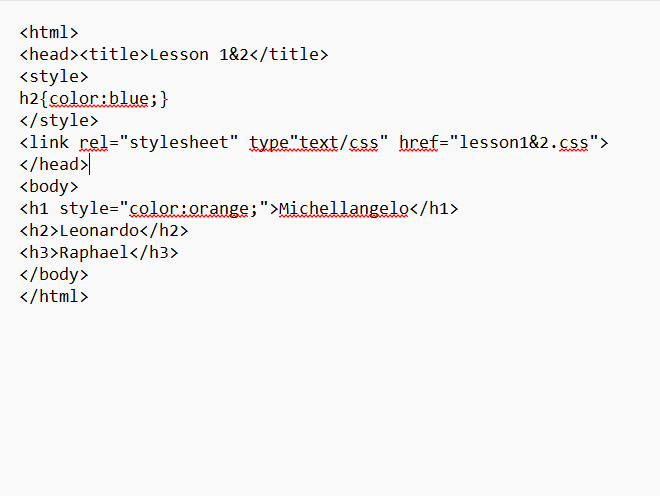 <html>
<head><title>Lesson 1&2</title>
<style>
h2{color:blue;}
</style>
<link rel="stylesheet" type"text/css" href="lesson1&2.css">
</head>
<body>
<h1 style="color:orange;">Michellangelo</h1>
<h2>Leonardo</h2>
<h3>Raphael</h3>
</body>
</html>